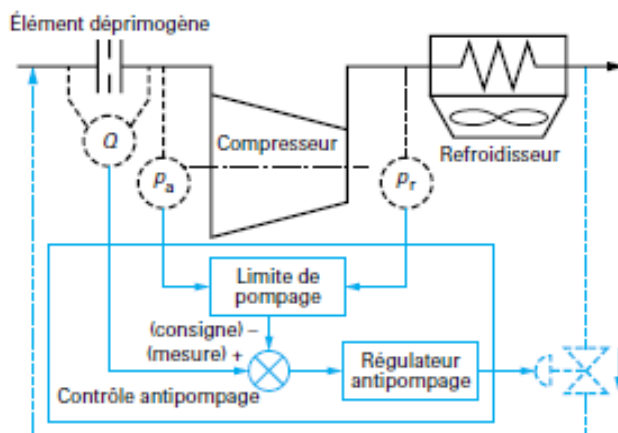 Élément déprimogène
Q
Compresseur
Refroidisseur
pa
pr
Limite de
pompage
(consigne) –
(mesure) +
Régulateur
antipompage
Contrôle antipompage